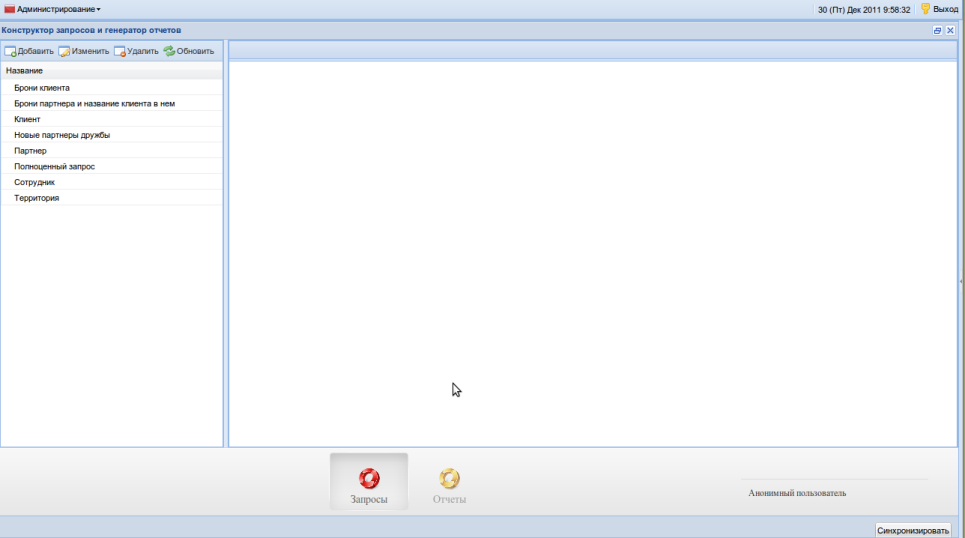 Администрирование
30 (Пт) Дек 2011 9:58:32 Выход
Конструктор запросов и генератор отчетов
Добавить Изменить Удалить Обновить
Название
Брони клиента
Брони партнера и название клиента в нем
Клиент
Новые партнеры дружбы
Партнер
Полноценный запрос
Сотрудник
Территория
Запросы Отчеты
Анонимный пользователь
Синхронизировать